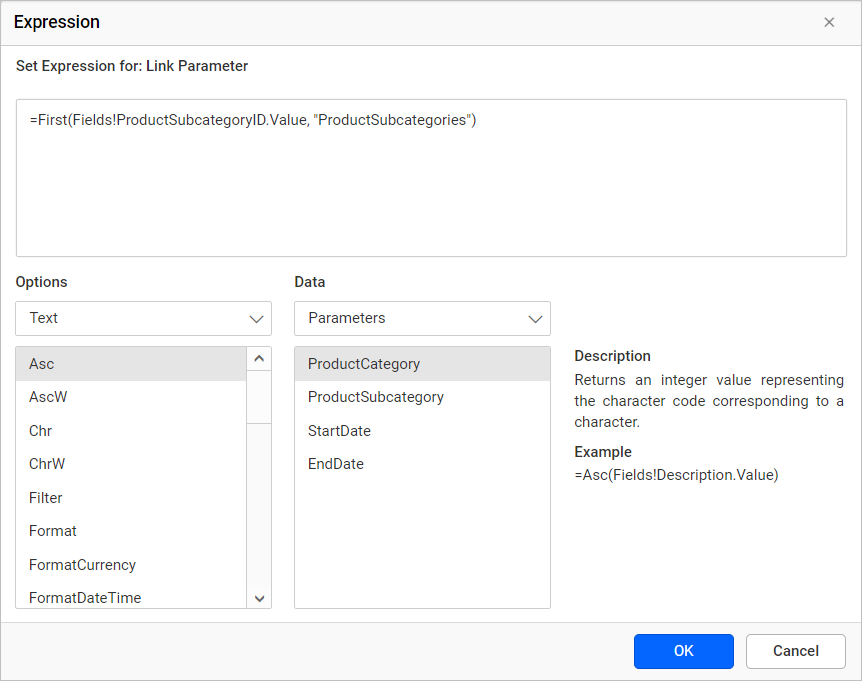 Expression
Set Expression for: Link Parameter
=First(Fields!ProductSubcategoryID.Value, "ProductSubcategories")
Options
Data
Text
Parameters
Asc
AscW
Chr
ChrW
Filter
Format
FormatCurrency
FormatDateTime
ProductCategory
ProductSubcategory
StartDate
EndDate
Description
Returns an integer value representing
the character code corresponding to a
character.
Example
=Asc(Fields!Description.Value)
OK
Cancel